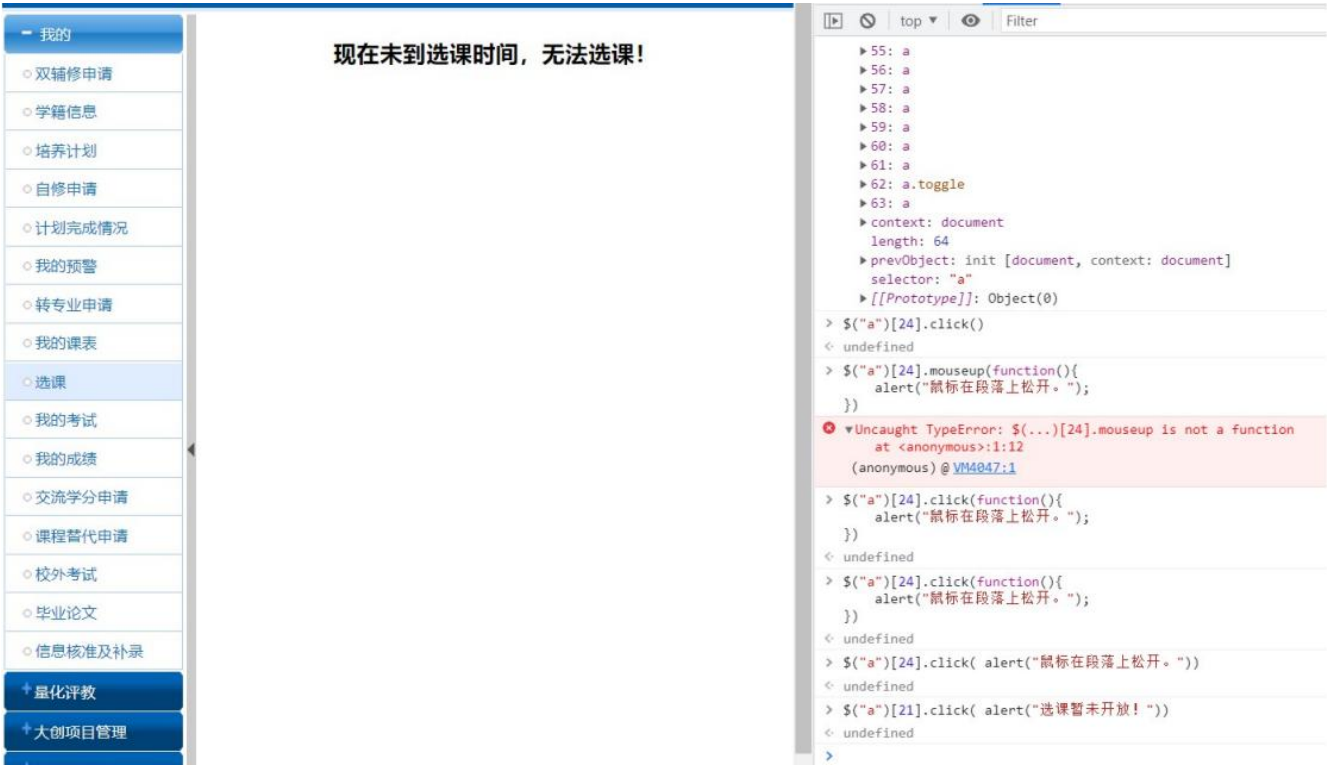 我的
双辅修申请
学籍信息
培养计划
自修申请
计划完成情况
我的预警
转专业申请
我的课表
选课
我的考试
我的成绩
交流学分申请
课程替代申请
校外考试
毕业论文
信息核准及补录
量化评教
大创项目管理
现在未到选课时间，无法选课！
top ▼ Filter
▶55: a
▶56: a
▶57: a
▶58: a
▶59: a
▶60: a
▶61: a
▶62: a.toggle
▶63: a
▶context: document
length: 64
▶prevObject: init [document, context: document]
selector: "a"
▶[[Prototype]]: Object(0)
> $("a")[24].click()
undefined
> $("a")[24].mouseup(function(){
alert("鼠标在段落上松开。");
})
▼Uncaught TypeError: $(...)[24].mouseup is not a function
at <anonymous>:1:12
(anonymous) @ VM4047:1
> $("a")[24].click(function(){
alert("鼠标在段落上松开。");
})
undefined
> $("a")[24].click(function(){
alert("鼠标在段落上松开。");
})
undefined
> $("a")[24].click( alert("鼠标在段落上松开。"))
undefined
> $("a")[21].click( alert("选课暂未开放！"))
undefined
>